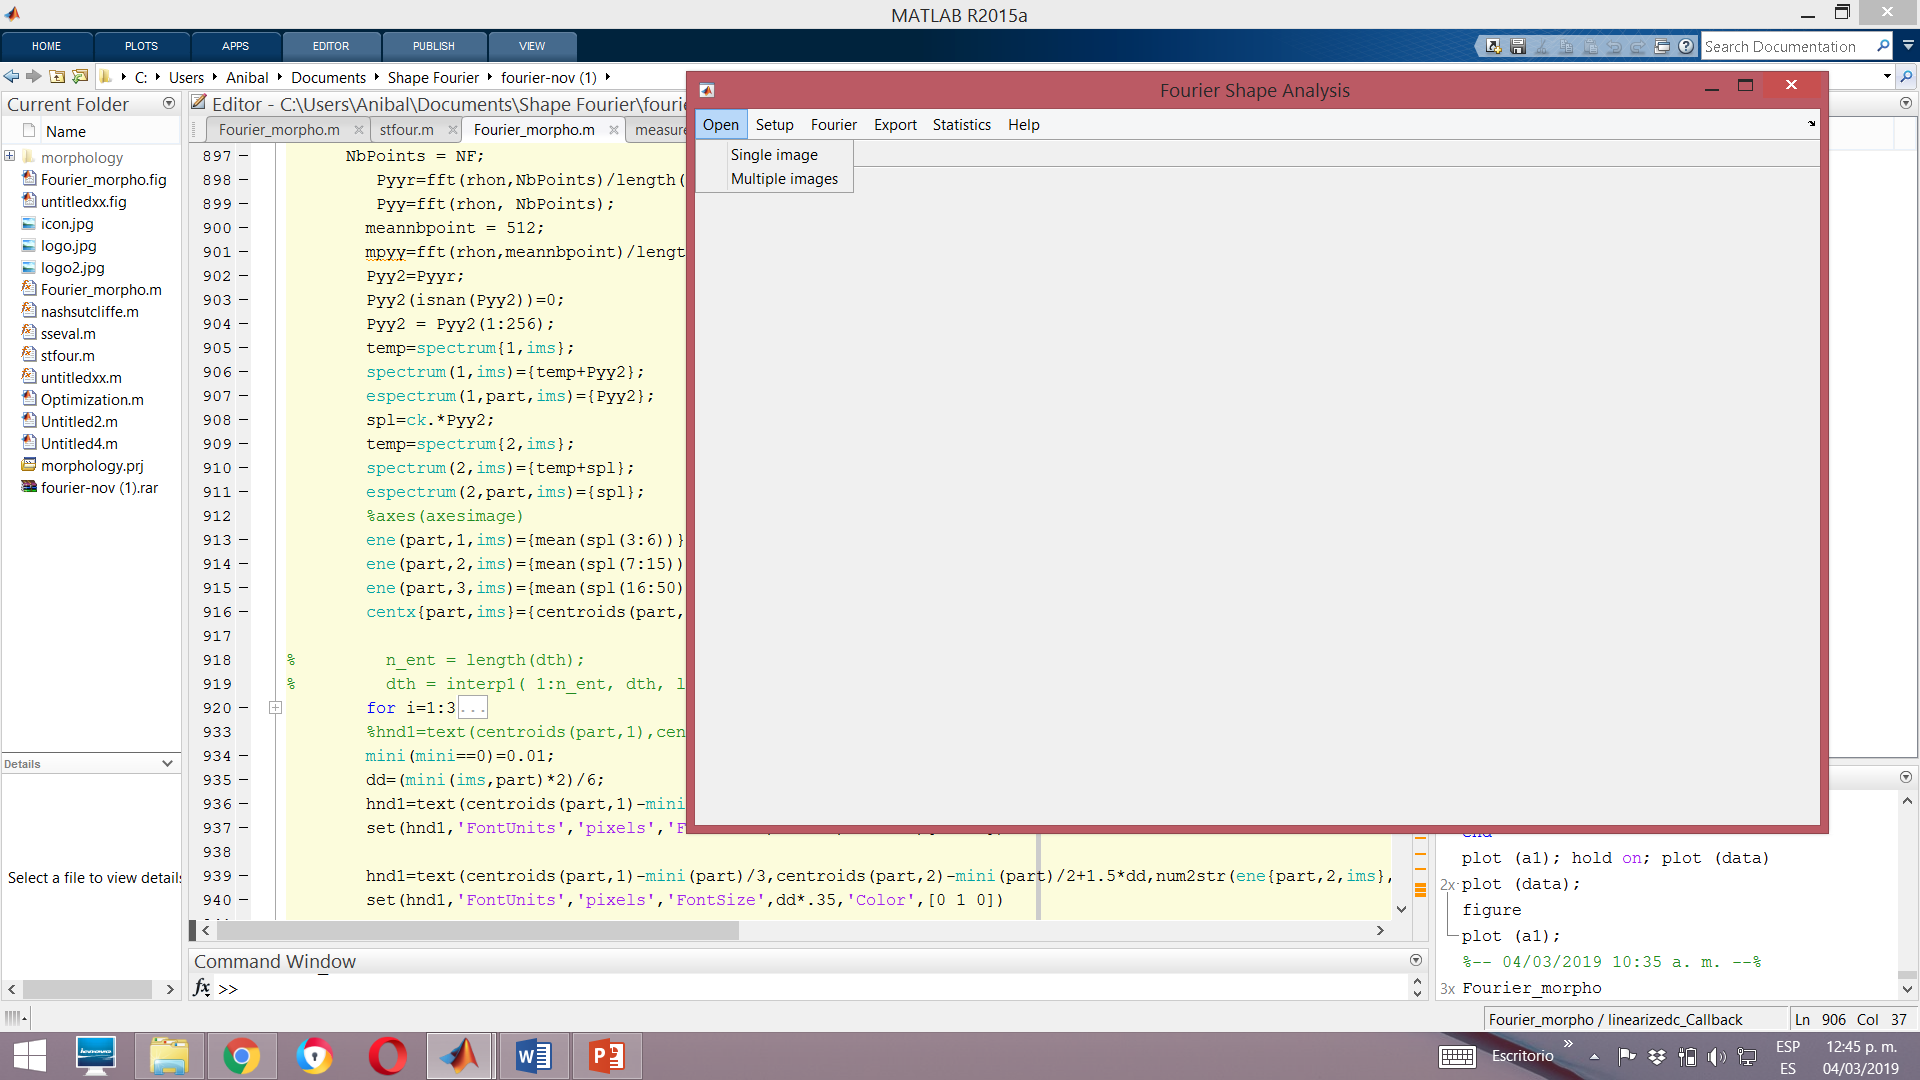 MATLAB R2015a
HOME PLOTS APPS EDITOR PUBLISH VIEW
Search Documentation
C: Users Anibal Documents Shape Fourier fourier-nov (1)
Current Folder
Name
morphology
Fourier_morpho.fig
untitledxx.fig
icon.jpg
logo.jpg
logo2.jpg
Fourier_morpho.m
nashsutcliffe.m
sseval.m
stfour.m
untitledxx.m
Optimization.m
Untitled2.m
Untitled4.m
morphology.prj
fourier-nov (1).rar
Details
Select a file to view details
Editor - C:\Users\Anibal\Documents\Shape Fourier\fourie
Fourier_morpho.m stfour.m Fourier_morpho.m measure
897 NbPoints = NF;
898 Pyyr=fft(rhon,NbPoints)/length(
899 Pyy=fft(rhon, NbPoints);
900 meannbpoint = 512;
901 mpyy=fft(rhon,meannbpoint)/lengt
902 Pyy2=Pyyr;
903 Pyy2(isnan(Pyy2))=0;
904 Pyy2 = Pyy2(1:256);
905 temp=spectrum{1,ims};
906 spectrum(1,ims)={temp+Pyy2};
907 espectrum(1,part,ims)={Pyy2};
908 spl=ck.*Pyy2;
909 temp=spectrum{2,ims};
910 spectrum(2,ims)={temp+spl};
911 espectrum(2,part,ims)={spl};
912 %axes(axesimage)
913 ene(part,1,ims)={mean(spl(3:6))}
914 ene(part,2,ims)={mean(spl(7:15))
915 ene(part,3,ims)={mean(spl(16:50)
916 centx{part,ims}={centroids(part,
917
918 % n_ent = length(dth);
919 % dth = interp1( 1:n_ent, dth, l
920 for i=1:3...
933 %hnd1=text(centroids(part,1),cen
934 mini(mini==0)=0.01;
935 dd=(mini(ims,part)*2)/6;
936 hnd1=text(centroids(part,1)-mini
937 set(hnd1,'FontUnits','pixels','F
938
939 hnd1=text(centroids(part,1)-mini(part)/3,centroids(part,2)-mini(part)/2+1.5*dd,num2str(ene{part,2,ims},
940 set(hnd1,'FontUnits','pixels','FontSize',dd*.35,'Color',[0 1 0])
Fourier Shape Analysis
Open Setup Fourier Export Statistics Help
Single image
Multiple images
Command Window
fx >>
end
plot (a1); hold on; plot (data)
2x plot (data);
figure
plot (a1);
%-- 04/03/2019 10:35 a. m. --%
3x Fourier_morpho
Fourier_morpho / linearizedc_Callback Ln 906 Col 37
Escritorio
ESP
ES
12:45 p. m.
04/03/2019